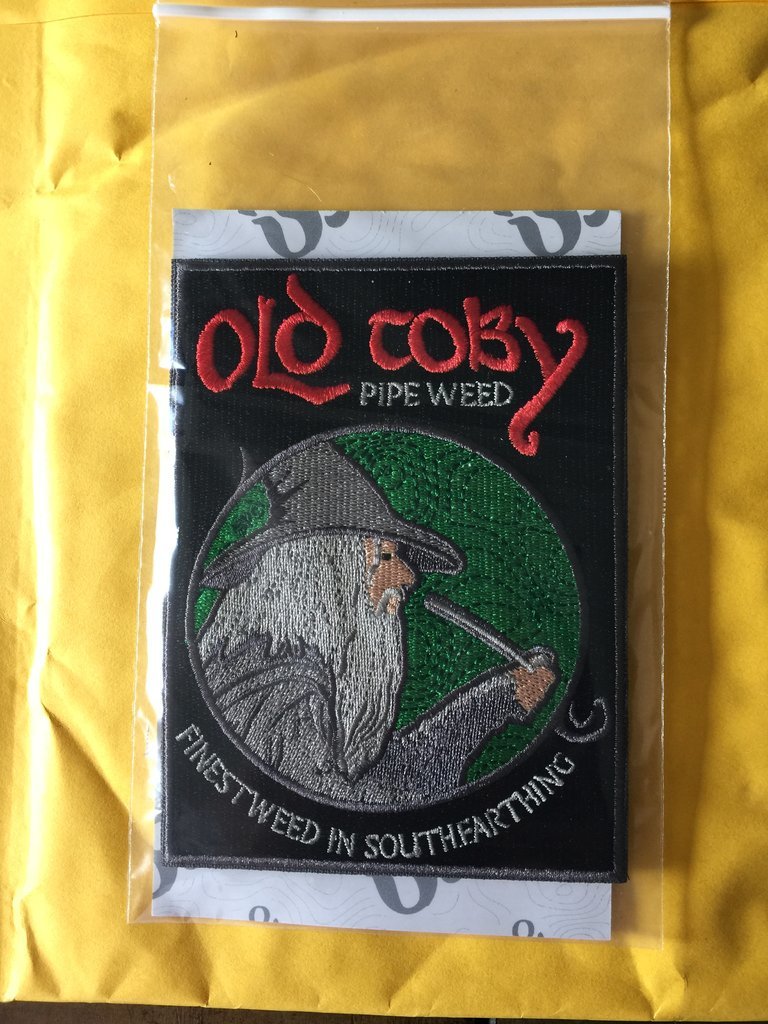 OLD TOBY
PIPE WEED
FINEST WEED IN SOUTHFARTHING